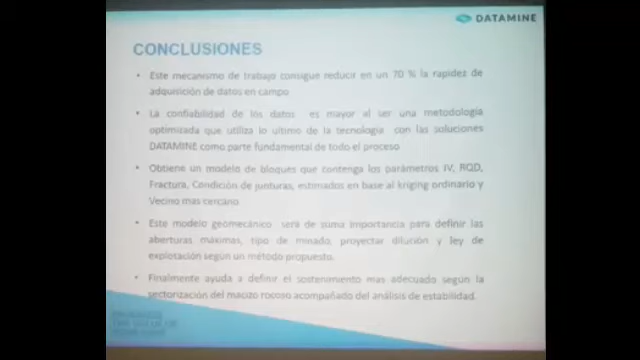 DATAMINE
CONCLUSIONES
• Este mecanismo de trabajo consigue reducir en un 70 % la rapidez de
adquisición de datos en campo
• La confiabilidad de los datos es mayor al ser una metodología
optimizada que utiliza lo ultimo de la tecnología con las soluciones
DATAMINE como parte fundamental de todo el proceso
• Obtiene un modelo de bloques que contenga los parámetros IV, RQD,
Fractura, Condición de junturas, estimados en base al kriging ordinario y
Vecino mas cercano
• Este modelo geomecánico será de suma importancia para definir las
aberturas máximas, tipo de minado, proyectar dilución y ley de
explotación según un método propuesto.
• Finalmente ayuda a definir el sostenimiento mas adecuado según la
sectorización del macizo rocoso acompañado del análisis de estabilidad.